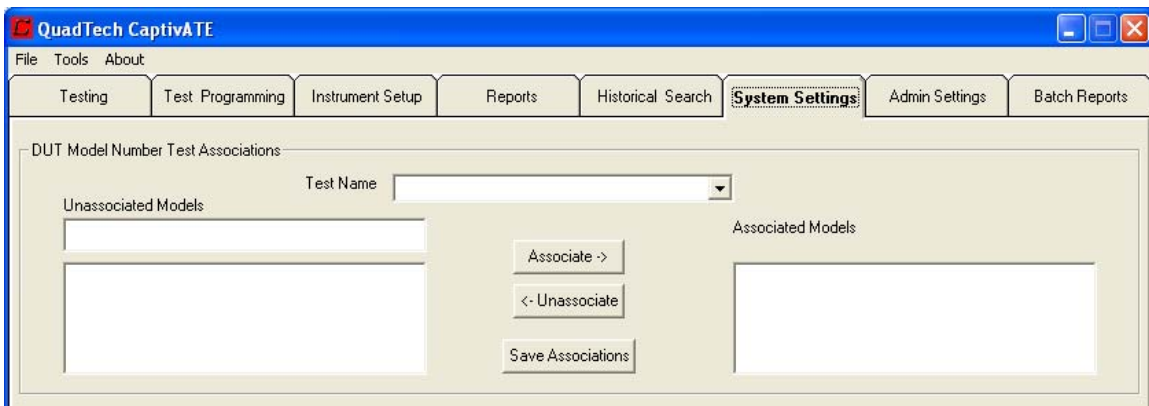 QuadTech CaptivATE
File Tools About
Testing Test Programming Instrument Setup Reports Historical Search System Settings Admin Settings Batch Reports
DUT Model Number Test Associations
Test Name
Unassociated Models
Associated Models
Associate ->
<- Unassociate
Save Associations